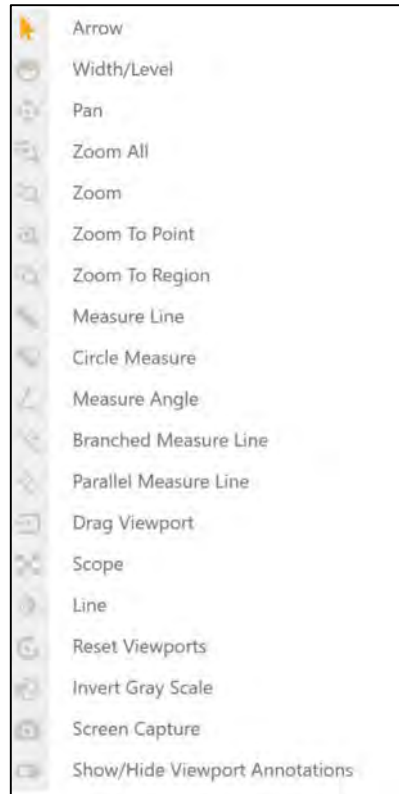 Arrow
Width/Level
Pan
Zoom All
Zoom
Zoom To Point
Zoom To Region
Measure Line
Circle Measure
Measure Angle
Branched Measure Line
Parallel Measure Line
Drag Viewport
Scope
Line
Reset Viewports
Invert Gray Scale
Screen Capture
Show/Hide Viewport Annotations